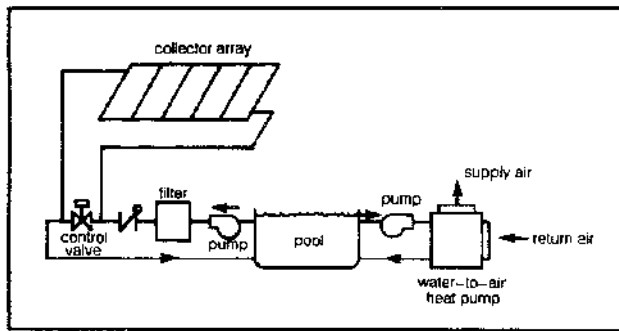 collector array
supply air
filter
pump
control
valve
pump
pool
return air
water-to-air
heat pump